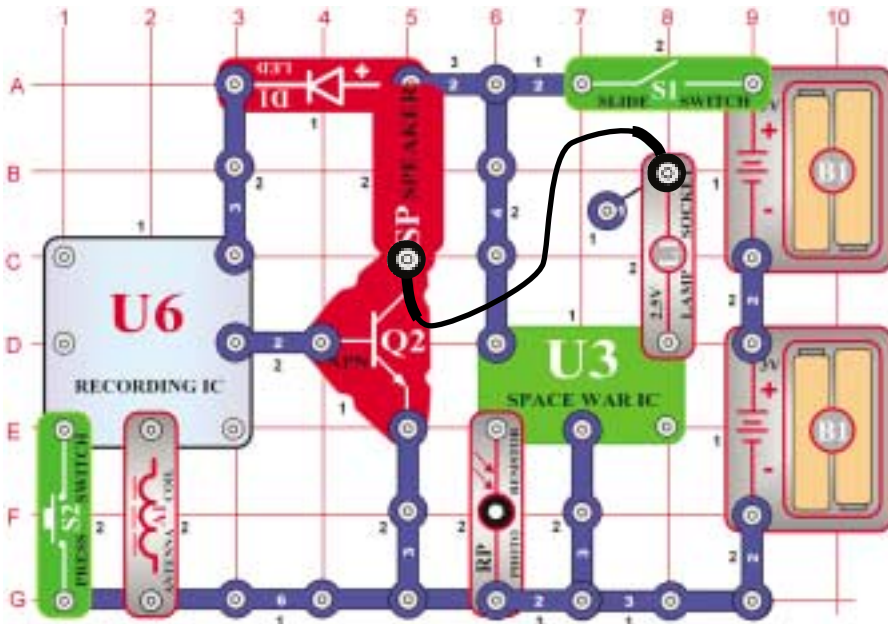 1 2 3 4 5 6 7 8 9 10
A
LED
D1
+
1
3
2
1
2
2
S1
SLIDE SWITCH
3V
+
B
3
2
2
SPEAKER
SP
4
2
1
1
SOCKET
LAMP
2.5V
3
1
-
B1
C
1
U6
RECORDING IC
D
2
2
NPN
Q2
1
1
U3
SPACE WAR IC
2
2
3V
+
E
S2
PRESS SWITCH
2
A1
ANTENNA COIL
2
RESISTOR
PHOTO
RP
2
1
-
B1
F
2
3
2
3
2
2
G
6
1
2
1
3
1